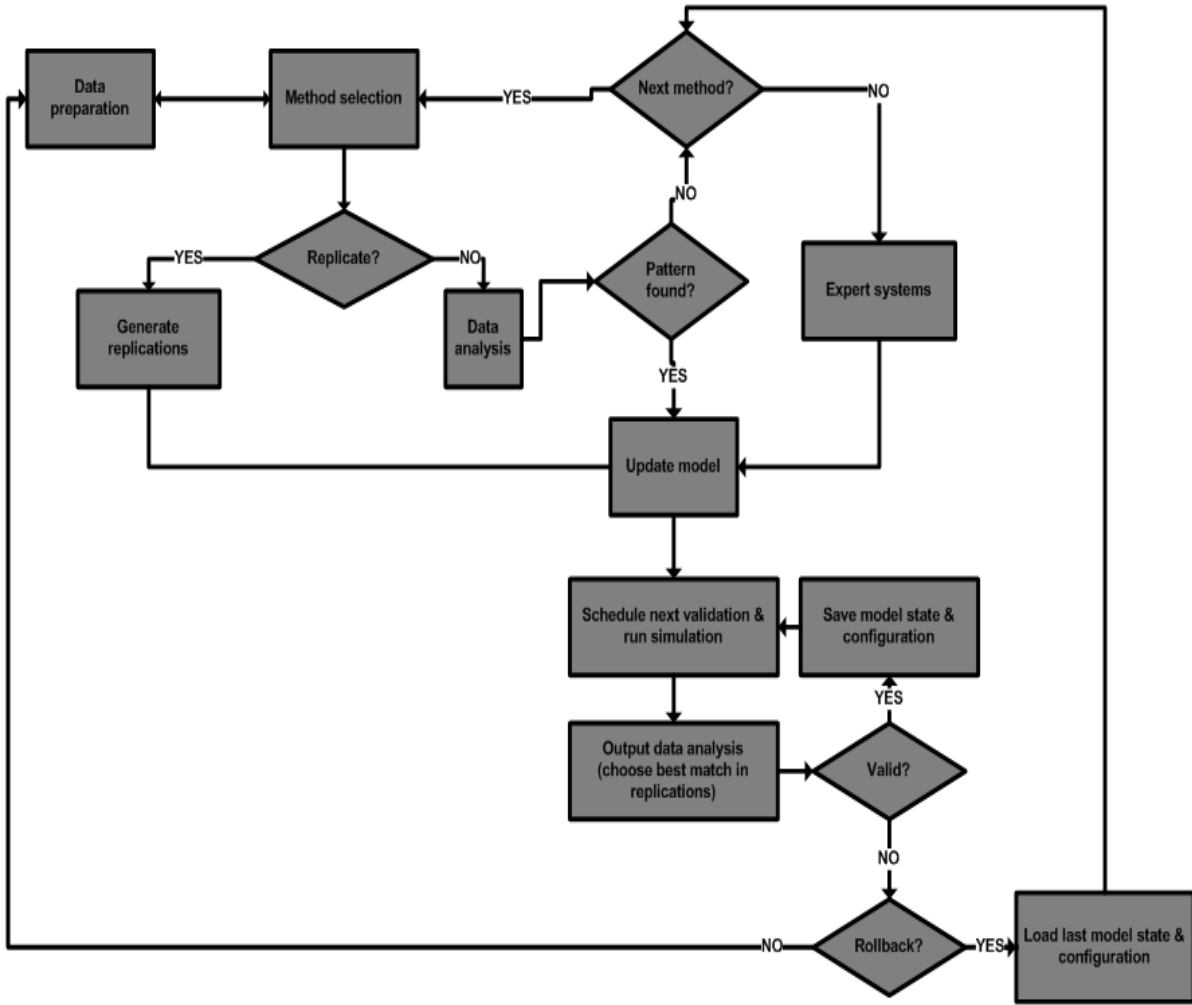 Data
preparation
Method selection
YES
Next method?
NO
NO
YES
Replicate?
NO
Pattern
found?
Expert systems
Generate
replications
Data
analysis
YES
Update model
Schedule next validation &
run simulation
Save model state &
configuration
YES
Output data analysis
(choose best match in
replications)
Valid?
NO
NO
Rollback?
YES
Load last model state &
configuration